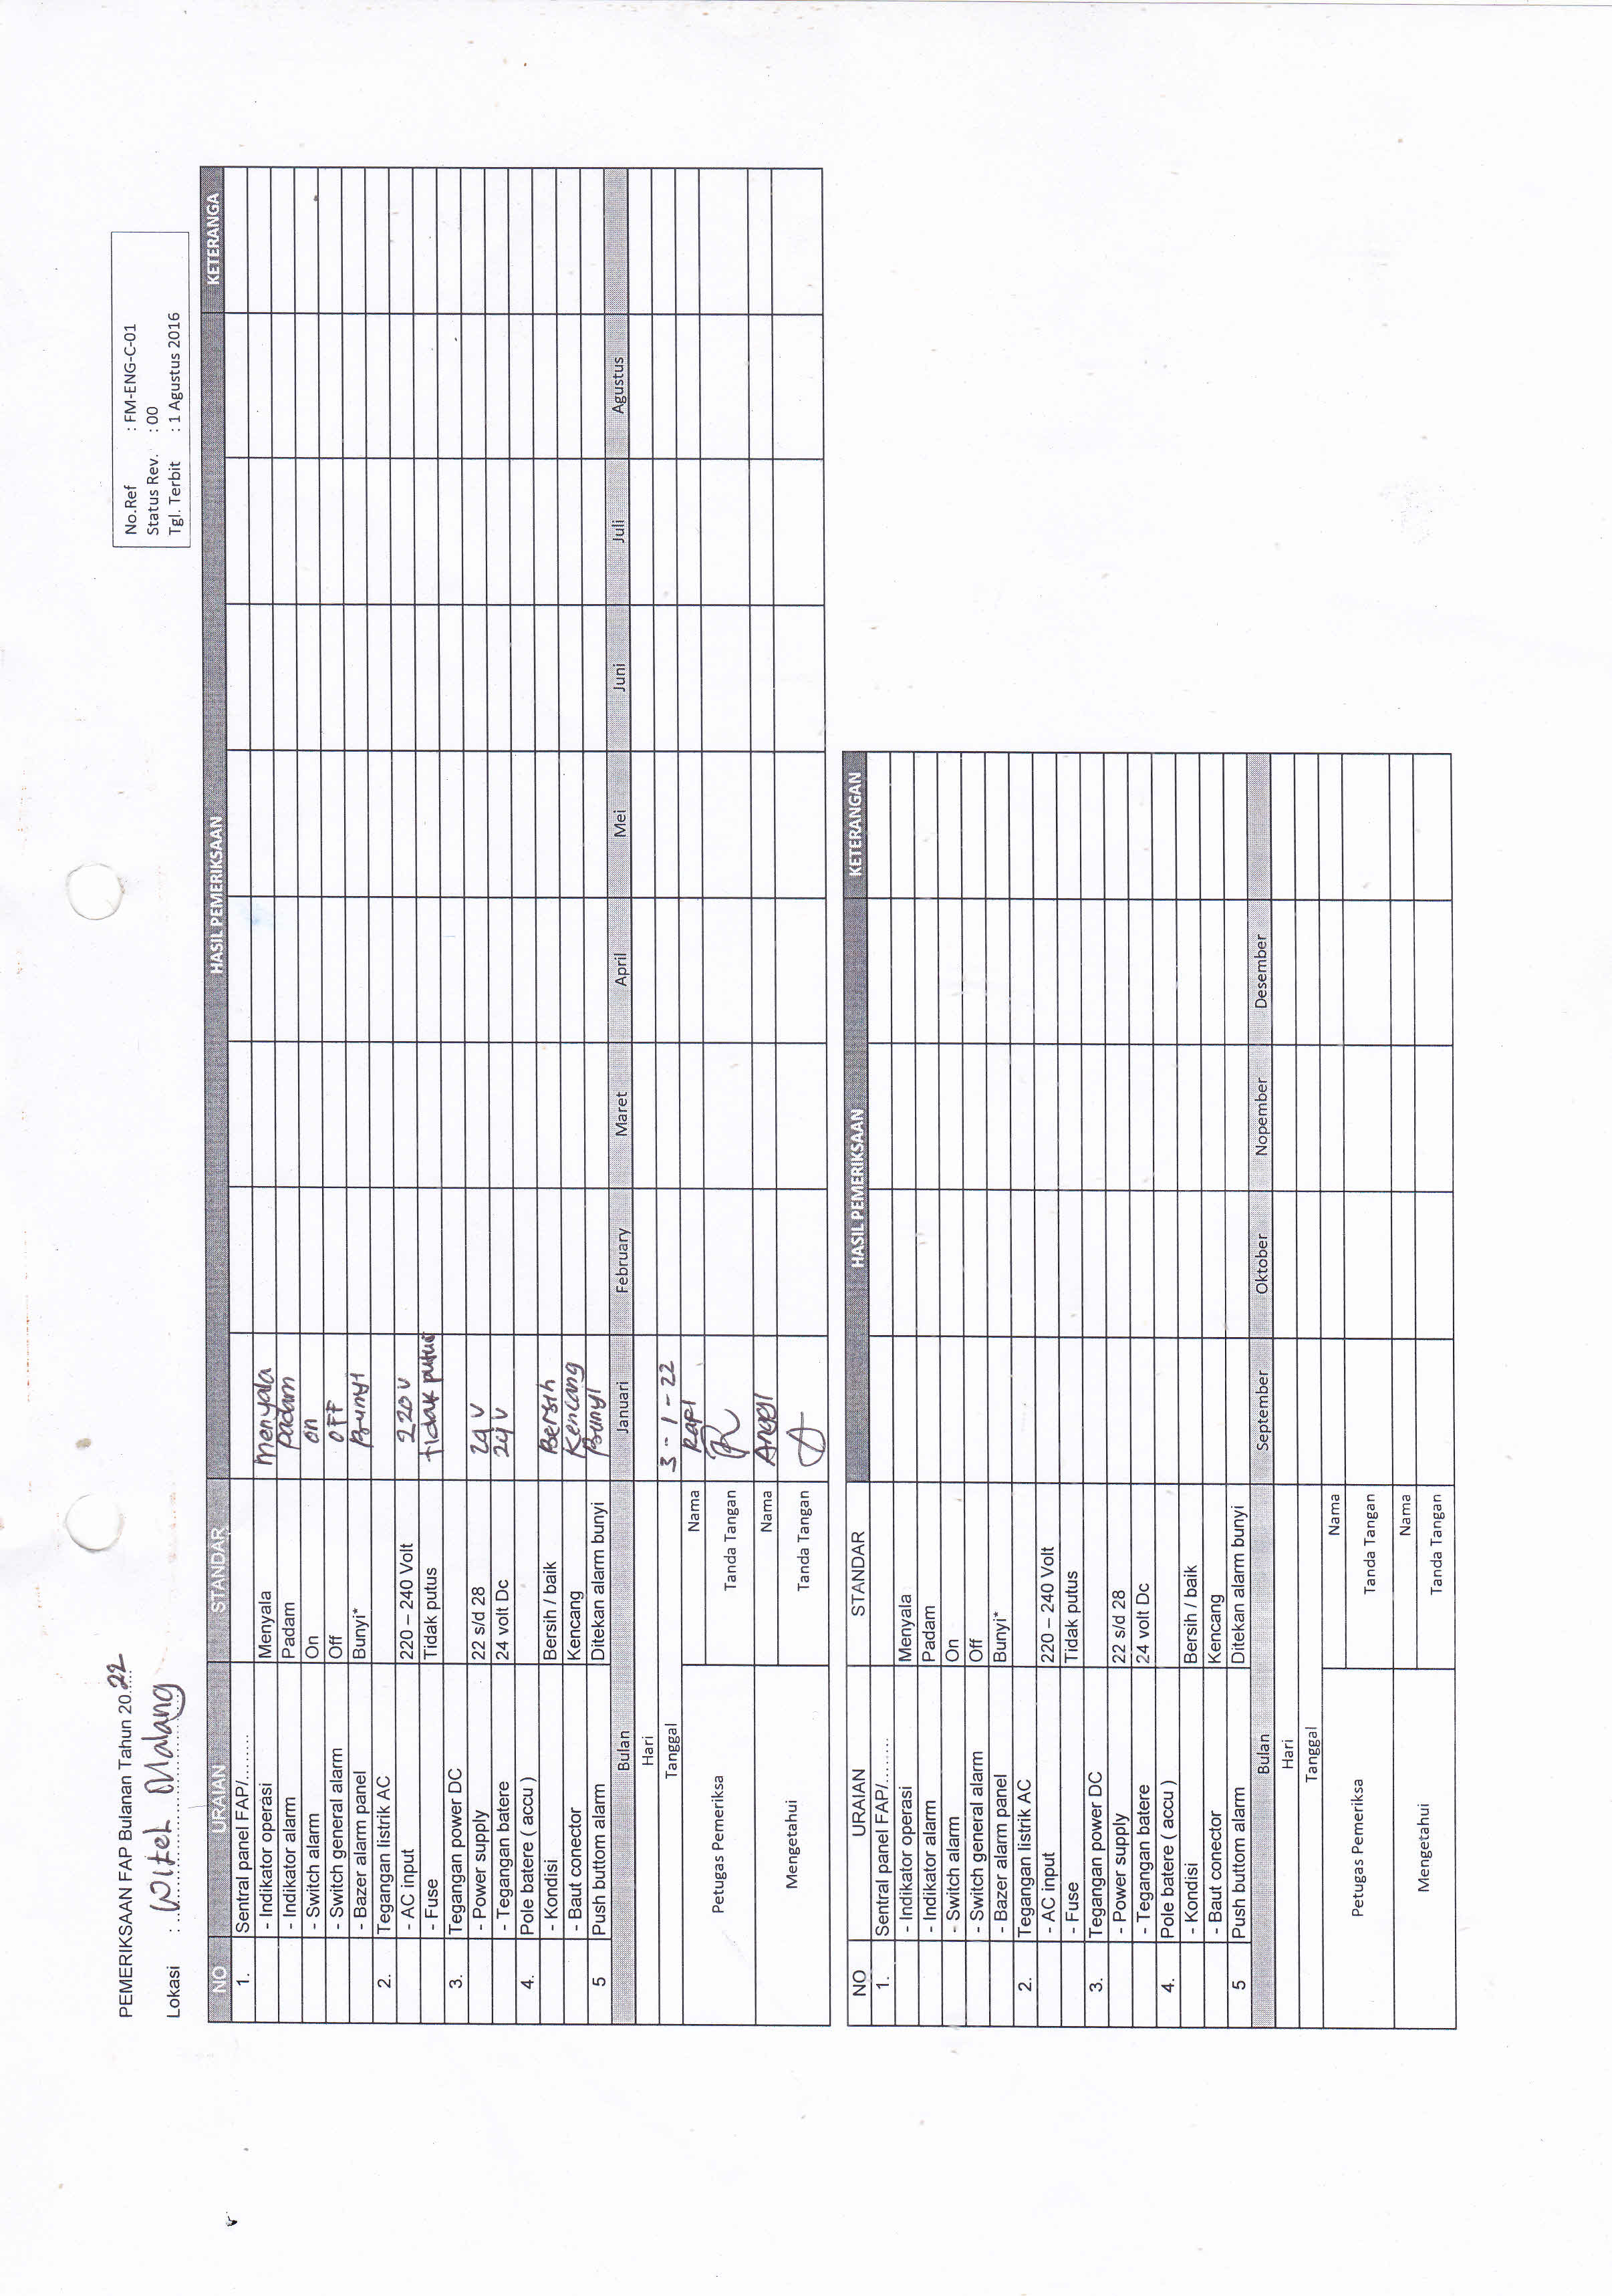 PEMERIKSAAN FAP Bulanan Tahun 20.22
Lokasi : Witel Malang
No.Ref : FM-ENG-C-01
Status Rev. : 00
Tgl. Terbit : 1 Agustus 2016
NO URAIAN STANDAR HASIL PEMERIKSAAN KETERANGA
1. Sentral panel FAP/........
- Indikator operasi Menyala menyala
- Indikator alarm Padam padam
- Switch alarm On on
- Switch general alarm Off OFF
- Bazer alarm panel Bunyi* Bunyi
2. Tegangan listrik AC
- AC input 220 – 240 Volt 220 V
- Fuse Tidak putus tidak putus
3. Tegangan power DC
- Power supply 22 s/d 28 24 V
- Tegangan batere 24 volt Dc 24 V
4. Pole batere ( accu )
- Kondisi Bersih / baik Bersih
- Baut conector Kencang Kencang
5 Push buttom alarm Ditekan alarm bunyi Bunyi
Bulan Januari February Maret April Mei Juni Juli Agustus
Hari
Tanggal 3 - 1 - 22
Nama Rapi
Petugas Pemeriksa
Tanda Tangan
Nama Anggi
Mengetahui
Tanda Tangan
NO URAIAN STANDAR HASIL PEMERIKSAAN KETERANGAN
1. Sentral panel FAP/........
- Indikator operasi Menyala
- Indikator alarm Padam
- Switch alarm On
- Switch general alarm Off
- Bazer alarm panel Bunyi*
2. Tegangan listrik AC
- AC input 220 – 240 Volt
- Fuse Tidak putus
3. Tegangan power DC
- Power supply 22 s/d 28
- Tegangan batere 24 volt Dc
4. Pole batere ( accu )
- Kondisi Bersih / baik
- Baut conector Kencang
5 Push buttom alarm Ditekan alarm bunyi
Bulan September Oktober Nopember Desember
Hari
Tanggal
Nama
Petugas Pemeriksa
Tanda Tangan
Nama
Mengetahui
Tanda Tangan